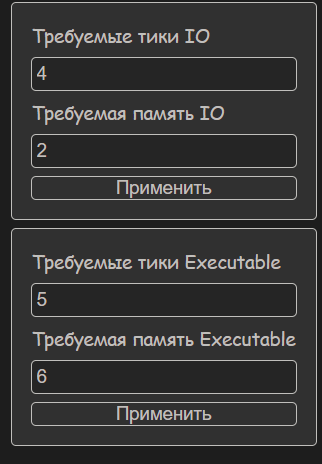 Требуемые тики IO
4
Требуемая память IO
2
Применить
Требуемые тики Executable
5
Требуемая память Executable
6
Применить